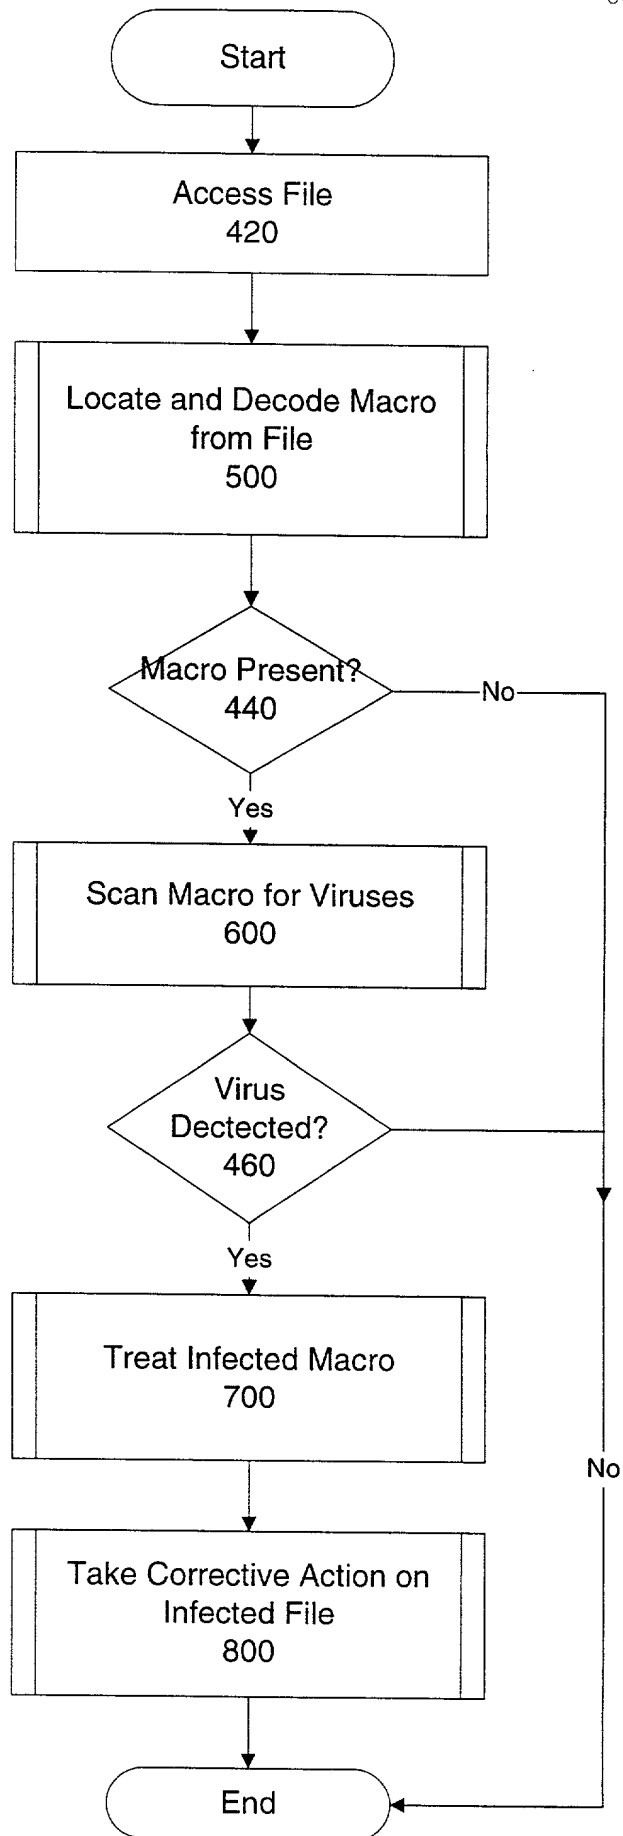 Start
Access File
420
Locate and Decode Macro
from File
500
Macro Present?
440
No
Yes
Scan Macro for Viruses
600
Virus
Dectected?
460
Yes
Treat Infected Macro
700
No
Take Corrective Action on
Infected File
800
End